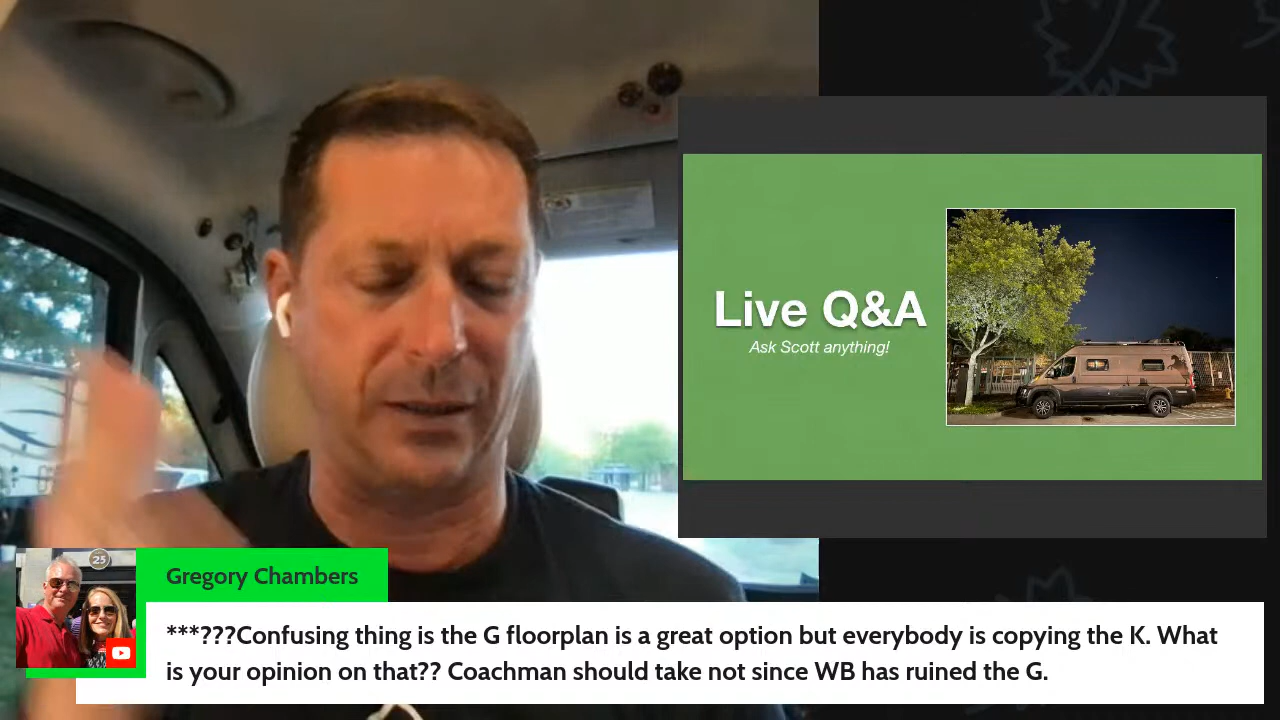 Live Q&A
Ask Scott anything!
25
Gregory Chambers
***???Confusing thing is the G floorplan is a great option but everybody is copying the K. What
is your opinion on that?? Coachman should take not since WB has ruined the G.